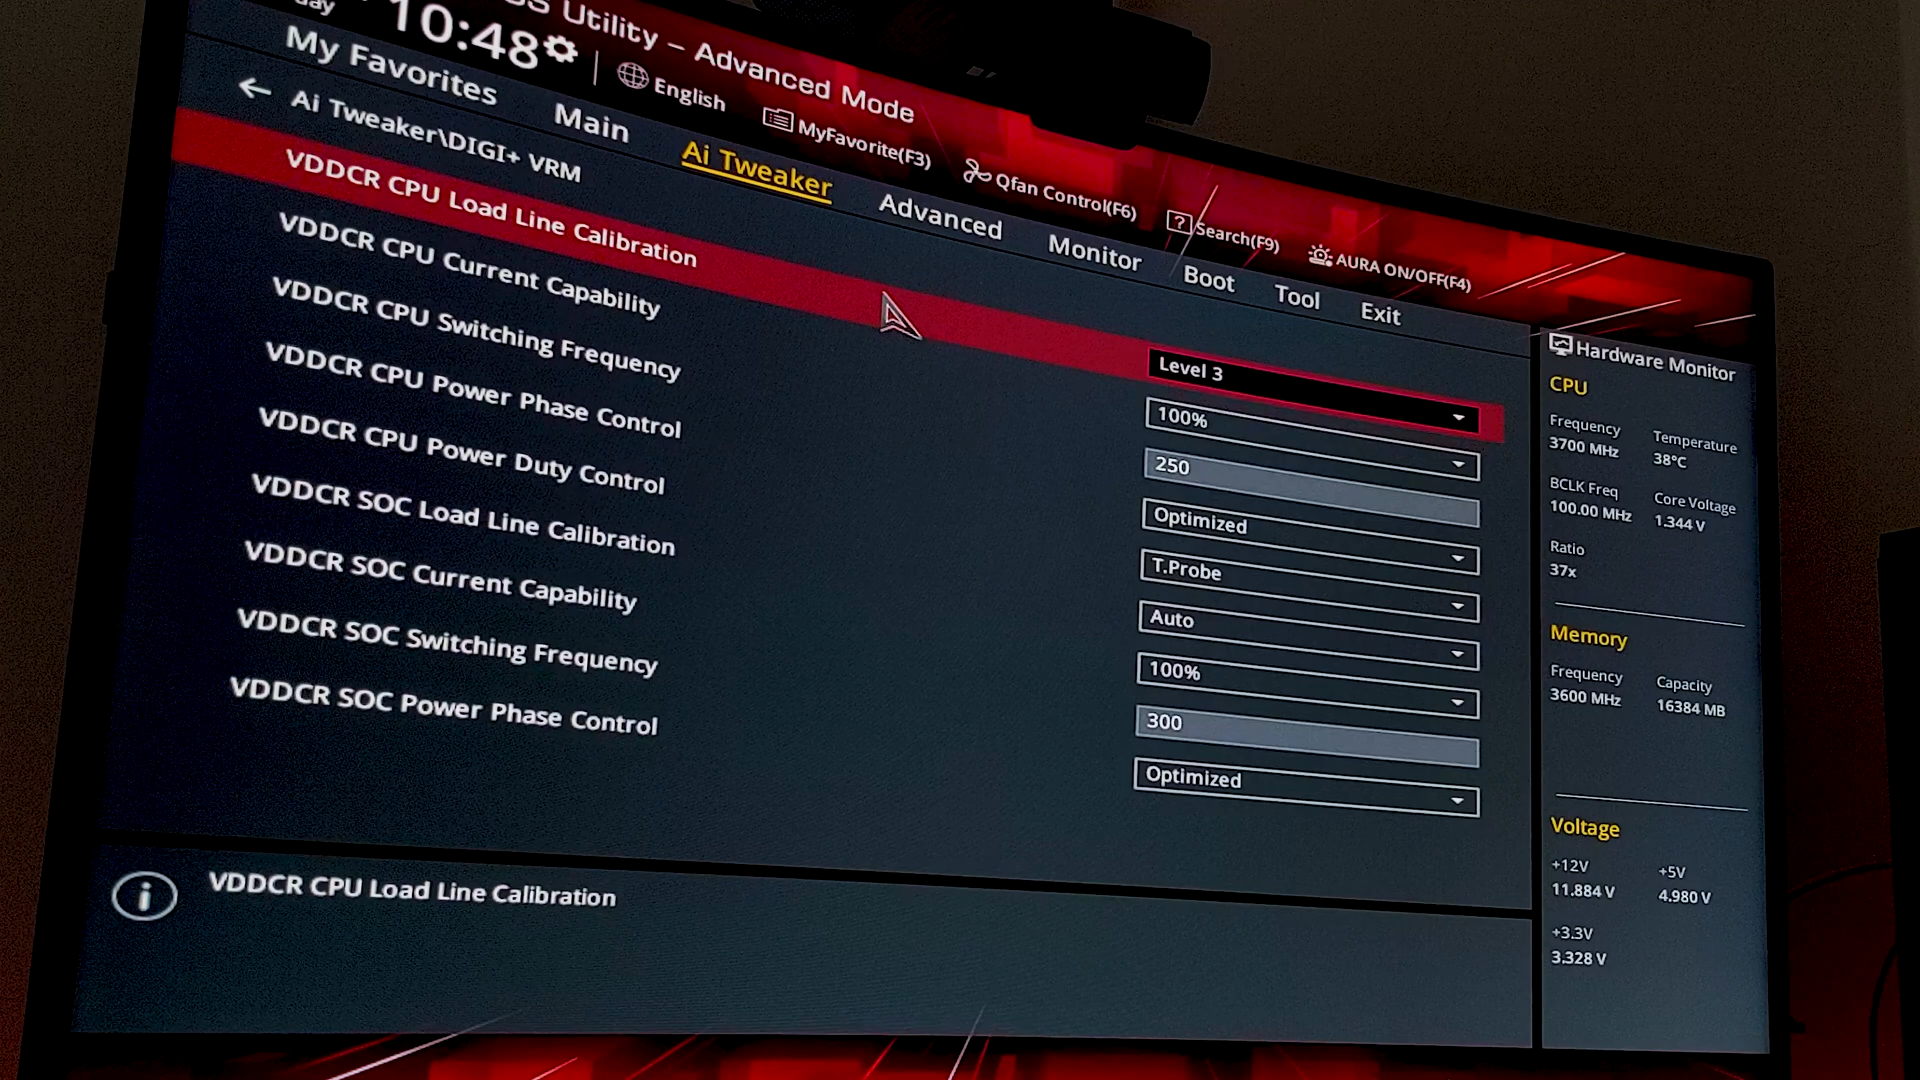 Utility – Advanced Mode
10:48
English
MyFavorite(F3)
Qfan Control(F6)
Search(F9)
AURA ON/OFF(F4)
My Favorites
Main
Ai Tweaker
Advanced
Monitor
Boot
Tool
Exit
Ai Tweaker\DIGI+ VRM
VDDCR CPU Load Line Calibration
Level 3
VDDCR CPU Current Capability
100%
VDDCR CPU Switching Frequency
250
VDDCR CPU Power Phase Control
Optimized
VDDCR CPU Power Duty Control
T.Probe
VDDCR SOC Load Line Calibration
Auto
VDDCR SOC Current Capability
100%
VDDCR SOC Switching Frequency
300
VDDCR SOC Power Phase Control
Optimized
VDDCR CPU Load Line Calibration
Hardware Monitor
CPU
Frequency
3700 MHz
Temperature
38°C
BCLK Freq
100.00 MHz
Core Voltage
1.344 V
Ratio
37x
Memory
Frequency
3600 MHz
Capacity
16384 MB
Voltage
+12V
11.884 V
+5V
4.980 V
+3.3V
3.328 V